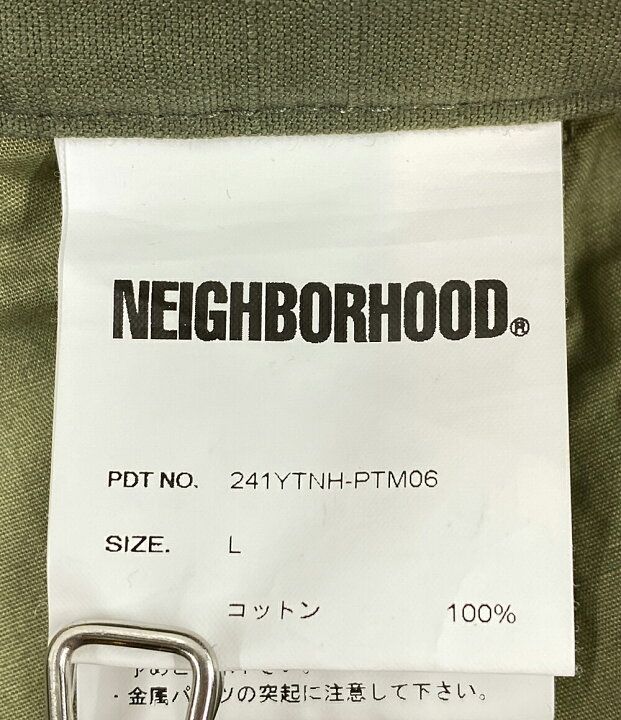 NEIGHBORHOOD®
PDT NO. 241YTNH-PTM06
SIZE. L
コットン 100%
・金属パーツの突起に注意して下さい。